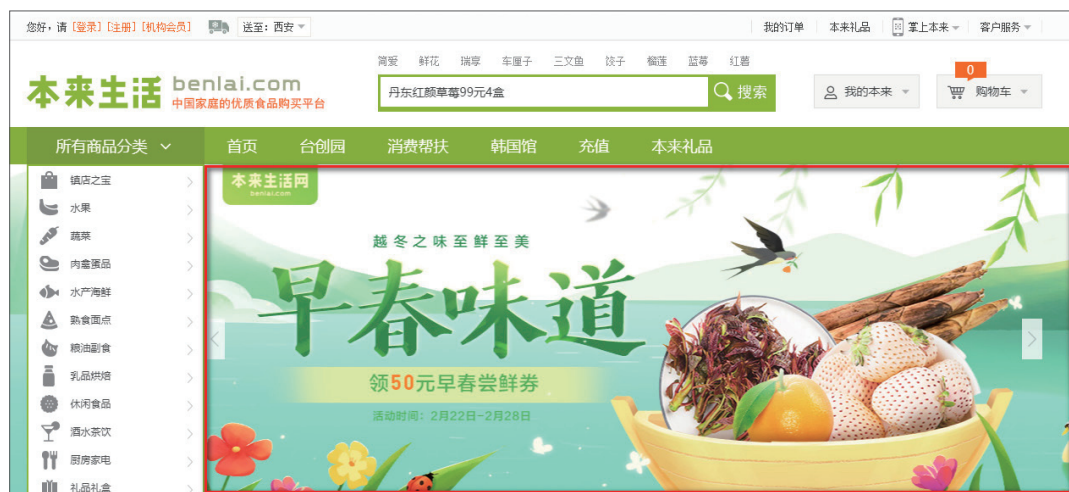 您好，请 [登录] [注册] [机构会员]
送至：西安
我的订单
本来礼品
掌上本来
客户服务
本来生活
benlai.com
中国家庭的优质食品购买平台
简爱 鲜花 瑞享 车厘子 三文鱼 饺子 榴莲 蓝莓 红薯
丹东红颜草莓99元4盒
搜索
我的本来
0
购物车
所有商品分类
首页 台创园 消费帮扶 韩国馆 充值 本来礼品
镇店之宝
水果
蔬菜
肉禽蛋品
水产海鲜
熟食面点
粮油副食
乳品烘焙
休闲食品
酒水茶饮
厨房家电
礼品礼盒
本来生活网
benlai.com
越冬之味至鲜至美
早春味道
领50元早春尝鲜券
活动时间：2月22日-2月28日